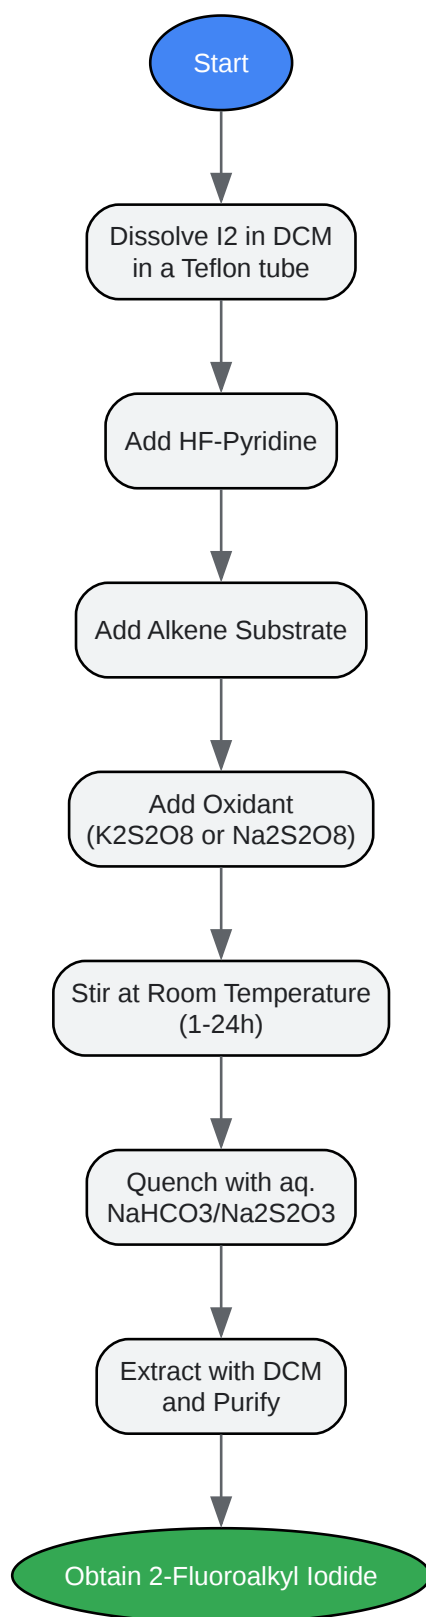 Start
Dissolve I2 in DCM
in a Teflon tube
Add HF-Pyridine
Add Alkene Substrate
Add Oxidant
(K2S2O8 or Na2S2O8)
Stir at Room Temperature
(1-24h)
Quench with aq.
NaHCO3/Na2S2O3
Extract with DCM
and Purify
Obtain 2-Fluoroalkyl Iodide